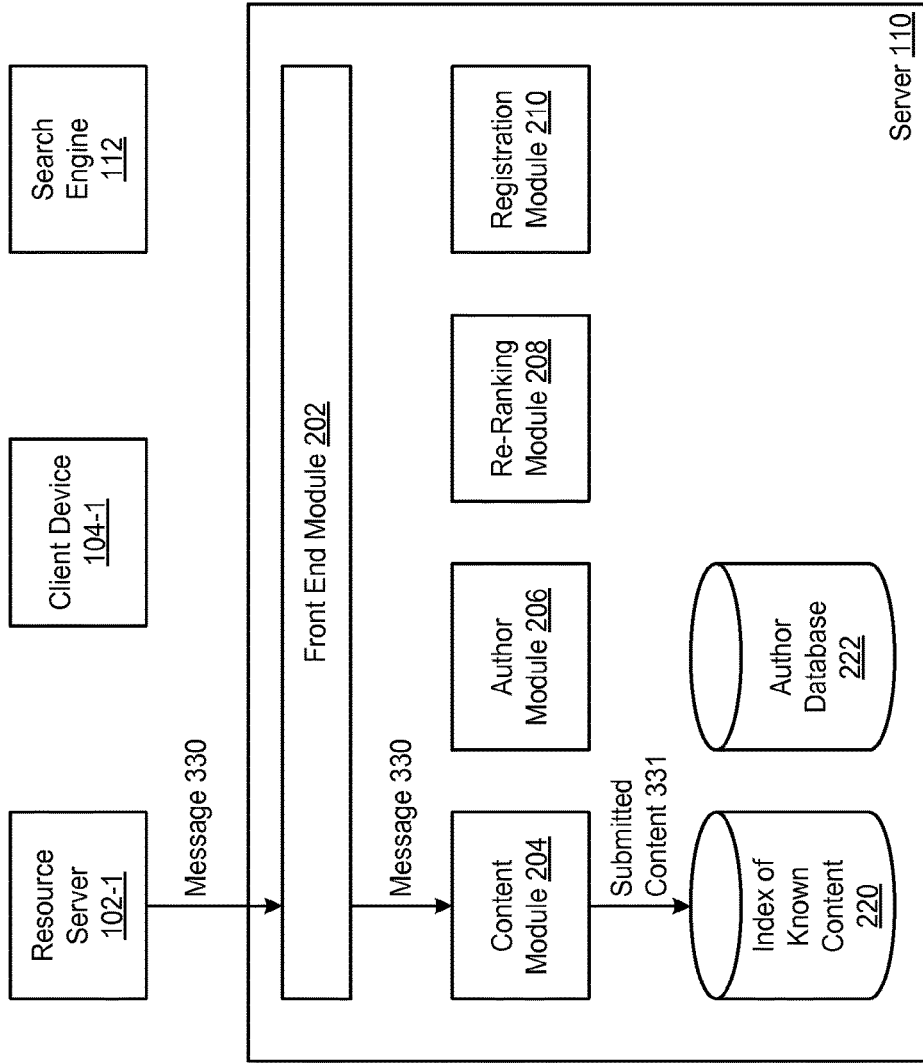 Resource
Server
102-1
Client Device
104-1
Search
Engine
112
Message 330
Front End Module 202
Message 330
Content
Module 204
Author
Module 206
Re-Ranking
Module 208
Registration
Module 210
Submitted
Content 331
Index of
Known
Content
220
Author
Database
222
Server 110